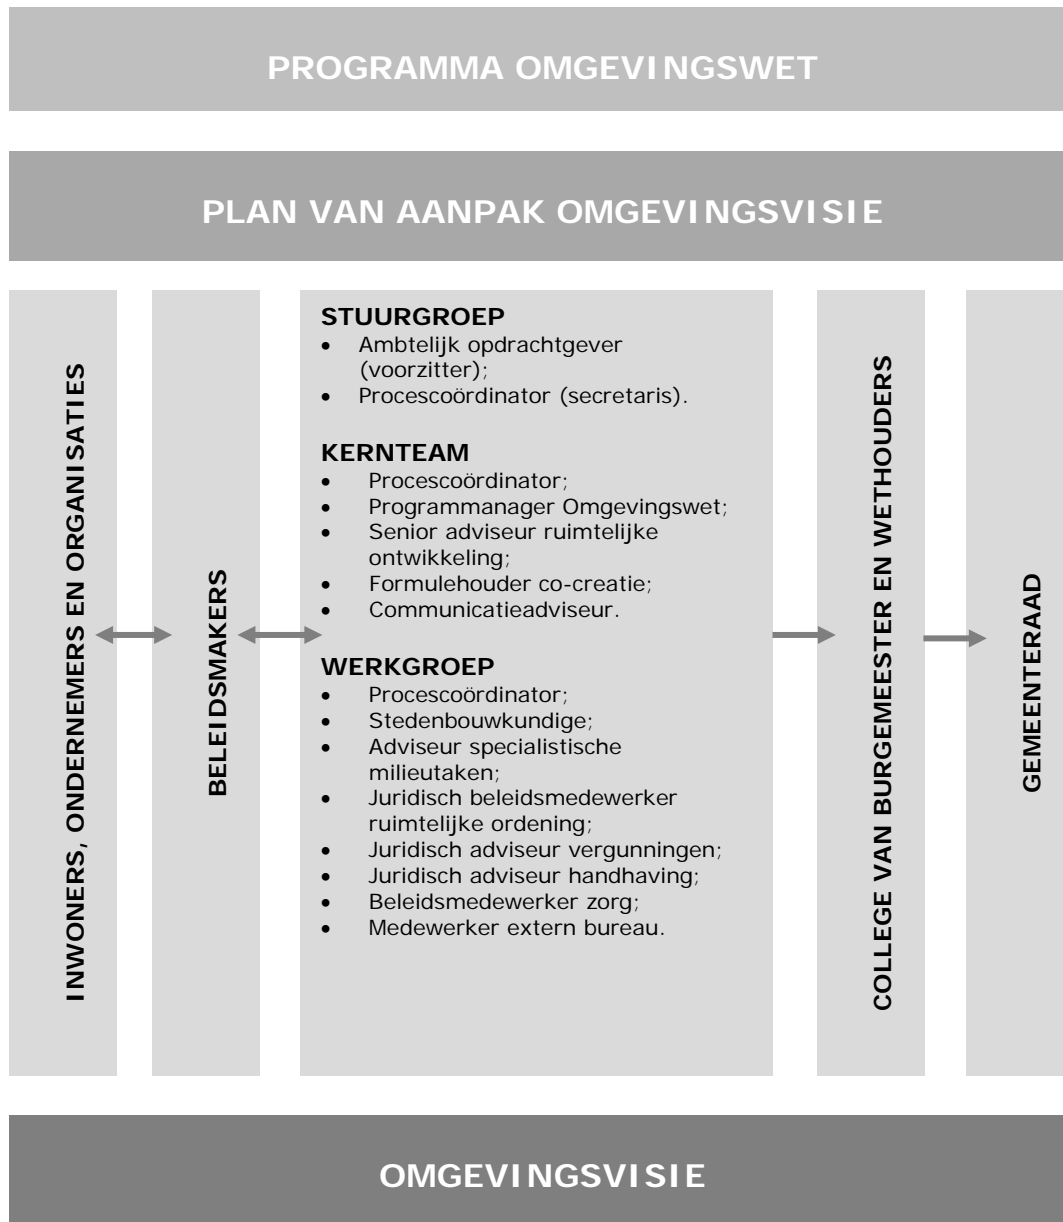 PROGRAMMA OMGEVINGSWET
PLAN VAN AANPAK OMGEVINGSVISIE
INWONERS, ONDERNEMERS EN ORGANISATIES
BELEIDSMAKERS
STUURGROEP
• Ambtelijk opdrachtgever
(voorzitter);
• Procescoördinator (secretaris).
KERNTEAM
• Procescoördinator;
• Programmanager Omgevingswet;
• Senior adviseur ruimtelijke
ontwikkeling;
• Formulehouder co-creatie;
• Communicatieadviseur.
WERKGROEP
• Procescoördinator;
• Stedenbouwkundige;
• Adviseur specialistische
milieutaken;
• Juridisch beleidsmedewerker
ruimtelijke ordening;
• Juridisch adviseur vergunningen;
• Juridisch adviseur handhaving;
• Beleidsmedewerker zorg;
• Medewerker extern bureau.
COLLEGE VAN BURGEMEESTER EN WETHOUDERS
GEMEENTERAAD
OMGEVINGSVISIE